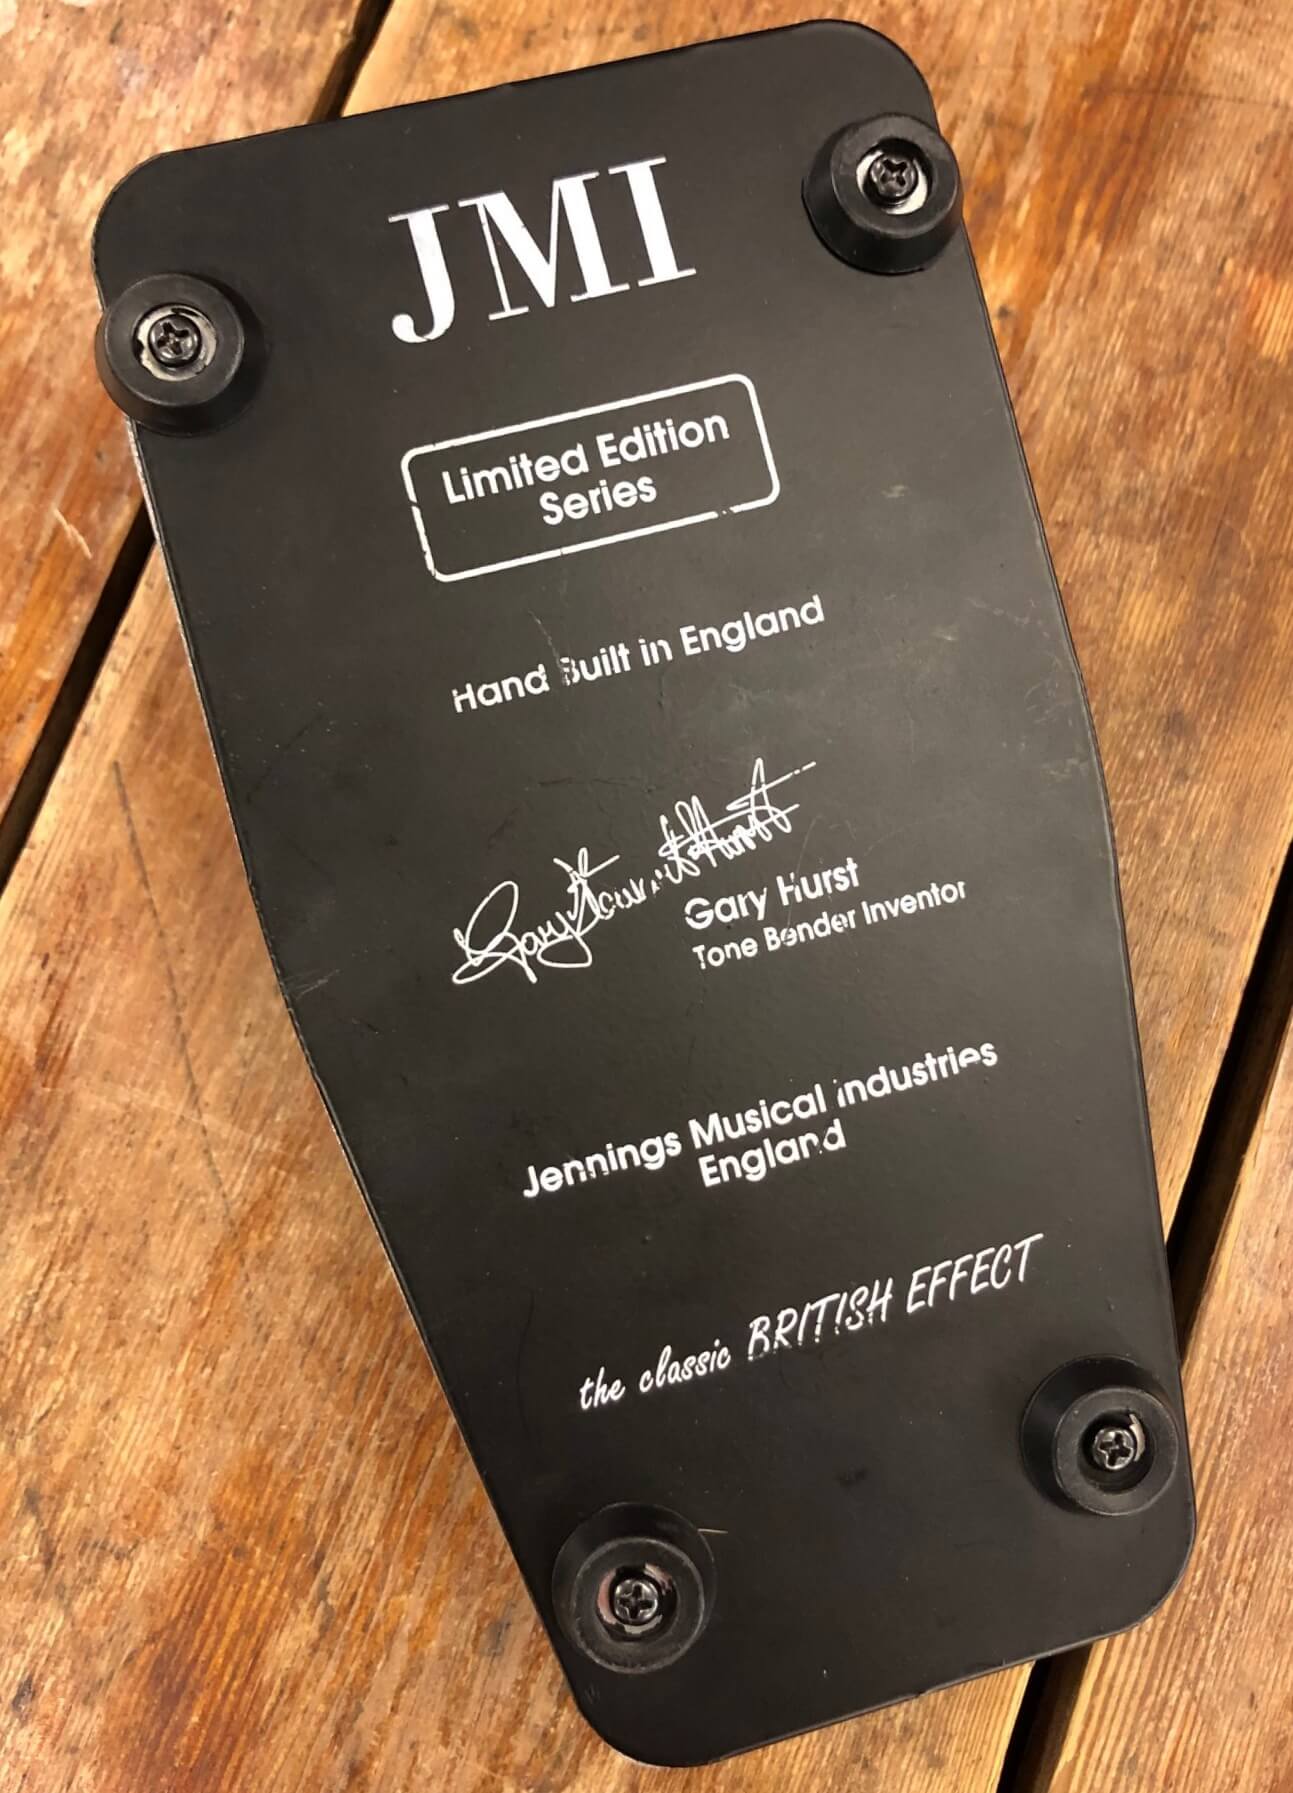 JMI
Limited Edition
Series
Hand Built in England
Gary Hurst
Tone Bender Inventor
Jennings Musical Industries
England
the classic BRITISH EFFECT